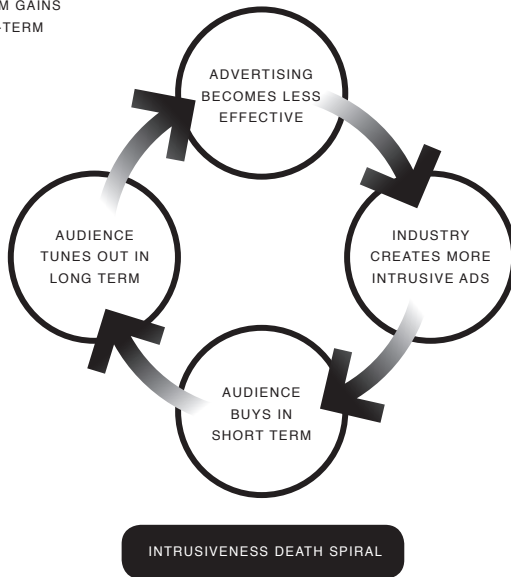 M GAINS
-TERM
ADVERTISING
BECOMES LESS
EFFECTIVE
INDUSTRY
CREATES MORE
INTRUSIVE ADS
AUDIENCE
BUYS IN
SHORT TERM
AUDIENCE
TUNES OUT IN
LONG TERM
INTRUSIVENESS DEATH SPIRAL